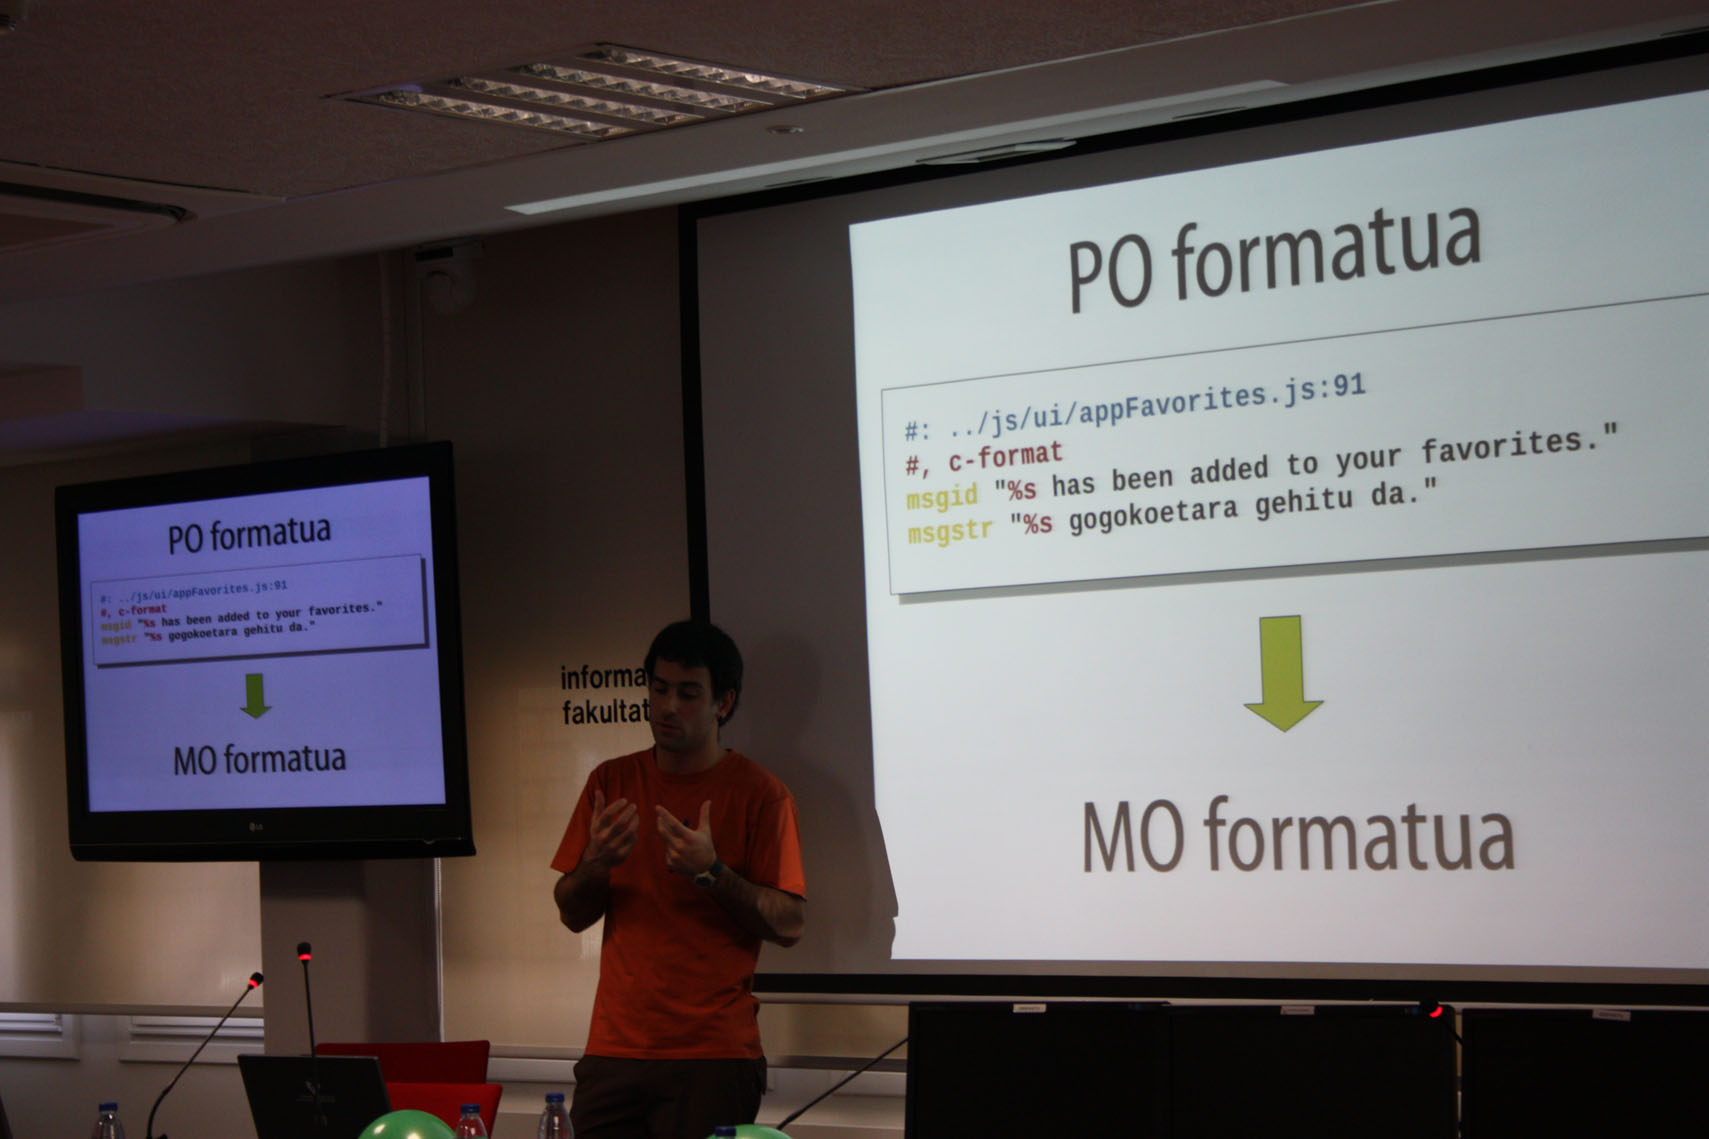 PO formatua
#: ../js/ui/appFavorites.js:91
#, c-format
msgid "%s has been added to your favorites."
msgstr "%s gogokoetara gehitu da."
MO formatua
PO formatua
#: ../js/ui/appFavorites.js:91
#, c-format
msgid "%s has been added to your favorites."
msgstr "%s gogokoetara gehitu da."
MO formatua
LG
informa
fakultat